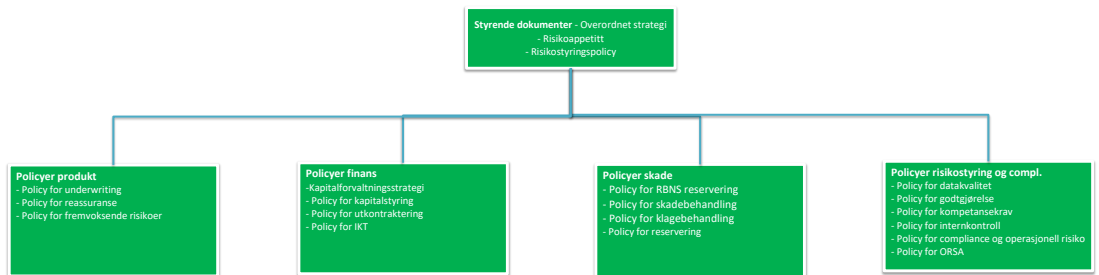 Styrende dokumenter - Overordnet strategi
- Risikoappetitt
- Risikostyringspolicy
Policyer produkt
- Policy for underwriting
- Policy for reassuranse
- Policy for fremvoksende risikoer
Policyer finans
-Kapitalforvaltningsstrategi
- Policy for kapitalstyring
- Policy for utkontraktering
- Policy for IKT
Policyer skade
- Policy for RBNS reservering
- Policy for skadebehandling
- Policy for klagebehandling
- Policy for reservering
Policyer risikostyring og compl.
- Policy for datakvalitet
- Policy for godtgjørelse
- Policy for kompetansekrav
- Policy for internkontroll
- Policy for compliance og operasjonell risiko
- Policy for ORSA